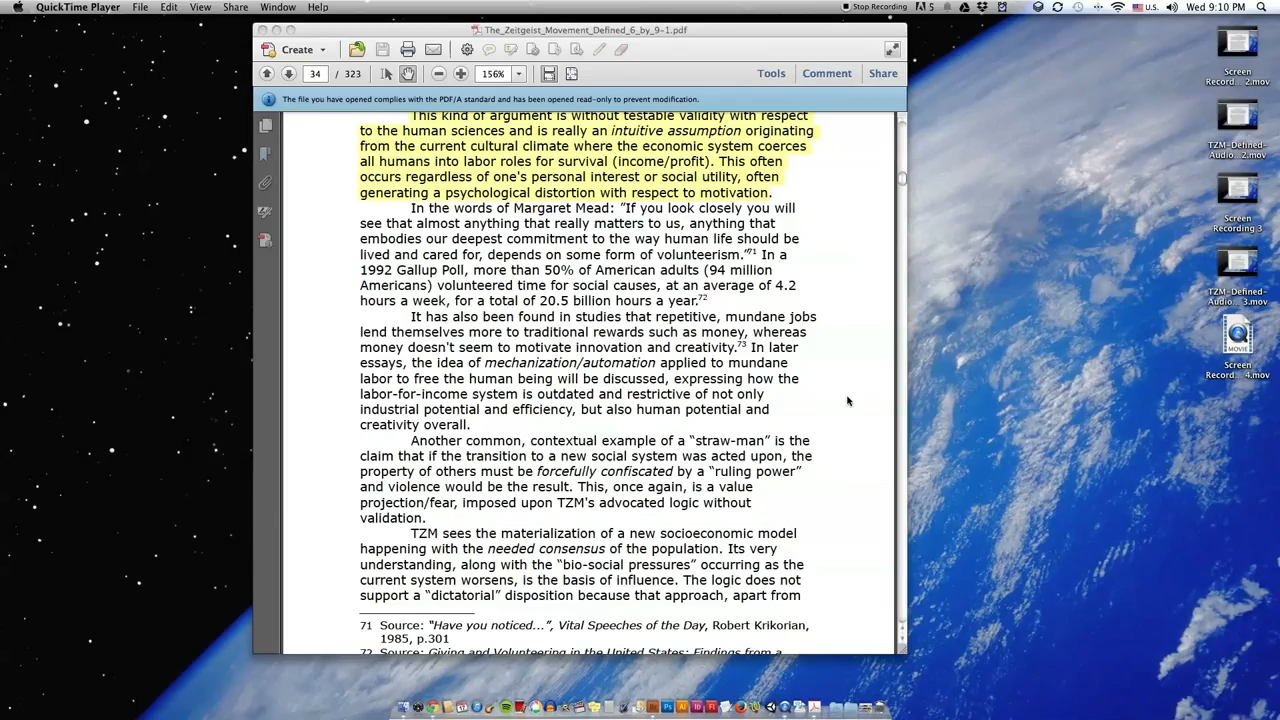 QuickTime Player File Edit View Share Window Help
Stop Recording
5
U.S.
Wed 9:10 PM
The_Zeitgeist_Movement_Defined_6_by_9-1.pdf
Create
34 / 323
156%
Tools Comment Share
The file you have opened complies with the PDF/A standard and has been opened read-only to prevent modification.
This kind of argument is without testable validity with respect
to the human sciences and is really an intuitive assumption originating
from the current cultural climate where the economic system coerces
all humans into labor roles for survival (income/profit). This often
occurs regardless of one's personal interest or social utility, often
generating a psychological distortion with respect to motivation.
In the words of Margaret Mead: "If you look closely you will
see that almost anything that really matters to us, anything that
embodies our deepest commitment to the way human life should be
lived and cared for, depends on some form of volunteerism."71 In a
1992 Gallup Poll, more than 50% of American adults (94 million
Americans) volunteered time for social causes, at an average of 4.2
hours a week, for a total of 20.5 billion hours a year.72
It has also been found in studies that repetitive, mundane jobs
lend themselves more to traditional rewards such as money, whereas
money doesn't seem to motivate innovation and creativity.73 In later
essays, the idea of mechanization/automation applied to mundane
labor to free the human being will be discussed, expressing how the
labor-for-income system is outdated and restrictive of not only
industrial potential and efficiency, but also human potential and
creativity overall.
Another common, contextual example of a “straw-man” is the
claim that if the transition to a new social system was acted upon, the
property of others must be forcefully confiscated by a “ruling power”
and violence would be the result. This, once again, is a value
projection/fear, imposed upon TZM's advocated logic without
validation.
TZM sees the materialization of a new socioeconomic model
happening with the needed consensus of the population. Its very
understanding, along with the “bio-social pressures” occurring as the
current system worsens, is the basis of influence. The logic does not
support a “dictatorial” disposition because that approach, apart from
71 Source: “Have you noticed...”, Vital Speeches of the Day, Robert Krikorian,
1985, p.301
72 Source: Giving and Volunteering in the United States: Findings from a
Screen
Record... 2.mov
TZM-Defined-
Audio...2.mov
Screen
Recording 3
TZM-Defined-
Audio... 3.mov
MOVIE
Screen
Record...4.mov